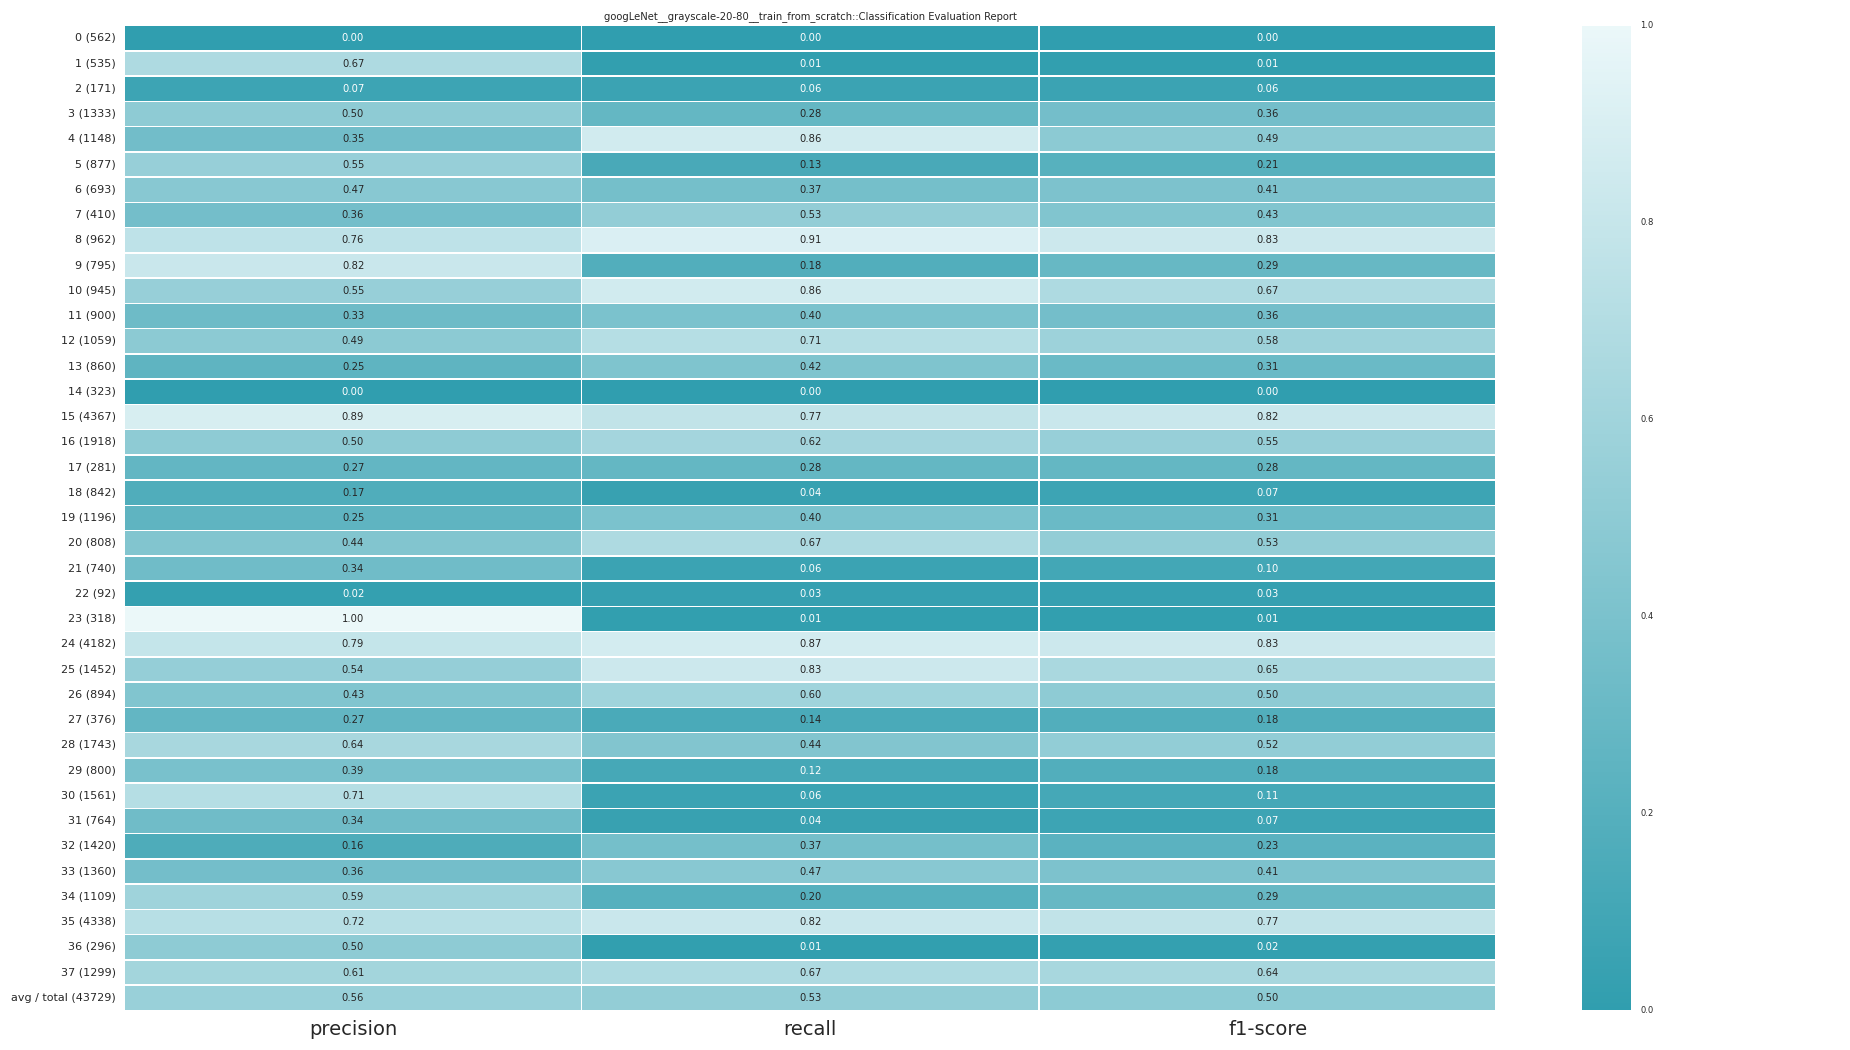 googLeNet__grayscale-20-80__train_from_scratch::Classification Evaluation Report
0 (562) 0.00 0.00 0.00
1 (535) 0.67 0.01 0.01
2 (171) 0.07 0.06 0.06
3 (1333) 0.50 0.28 0.36
4 (1148) 0.35 0.86 0.49
5 (877) 0.55 0.13 0.21
6 (693) 0.47 0.37 0.41
7 (410) 0.36 0.53 0.43
8 (962) 0.76 0.91 0.83
9 (795) 0.82 0.18 0.29
10 (945) 0.55 0.86 0.67
11 (900) 0.33 0.40 0.36
12 (1059) 0.49 0.71 0.58
13 (860) 0.25 0.42 0.31
14 (323) 0.00 0.00 0.00
15 (4367) 0.89 0.77 0.82
16 (1918) 0.50 0.62 0.55
17 (281) 0.27 0.28 0.28
18 (842) 0.17 0.04 0.07
19 (1196) 0.25 0.40 0.31
20 (808) 0.44 0.67 0.53
21 (740) 0.34 0.06 0.10
22 (92) 0.02 0.03 0.03
23 (318) 1.00 0.01 0.01
24 (4182) 0.79 0.87 0.83
25 (1452) 0.54 0.83 0.65
26 (894) 0.43 0.60 0.50
27 (376) 0.27 0.14 0.18
28 (1743) 0.64 0.44 0.52
29 (800) 0.39 0.12 0.18
30 (1561) 0.71 0.06 0.11
31 (764) 0.34 0.04 0.07
32 (1420) 0.16 0.37 0.23
33 (1360) 0.36 0.47 0.41
34 (1109) 0.59 0.20 0.29
35 (4338) 0.72 0.82 0.77
36 (296) 0.50 0.01 0.02
37 (1299) 0.61 0.67 0.64
avg / total (43729) 0.56 0.53 0.50
precision recall f1-score
1.0
0.8
0.6
0.4
0.2
0.0